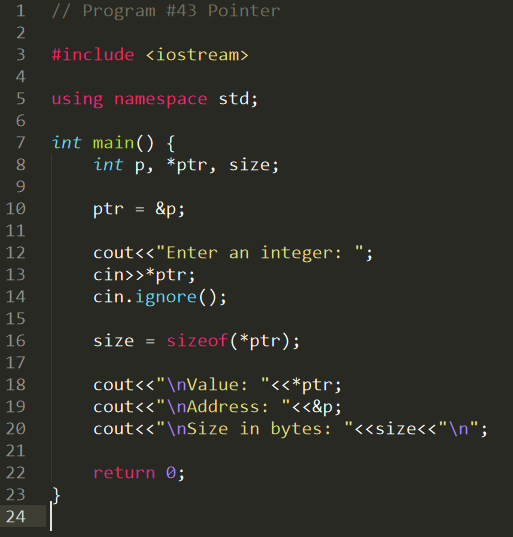 1 // Program #43 Pointer
2
3 #include <iostream>
4
5 using namespace std;
6
7 int main() {
8     int p, *ptr, size;
9
10     ptr = &p;
11
12     cout<<"Enter an integer: ";
13     cin>>*ptr;
14     cin.ignore();
15
16     size = sizeof(*ptr);
17
18     cout<<"\nValue: "<<*ptr;
19     cout<<"\nAddress: "<<&p;
20     cout<<"\nSize in bytes: "<<size<<"\n";
21
22     return 0;
23 }
24